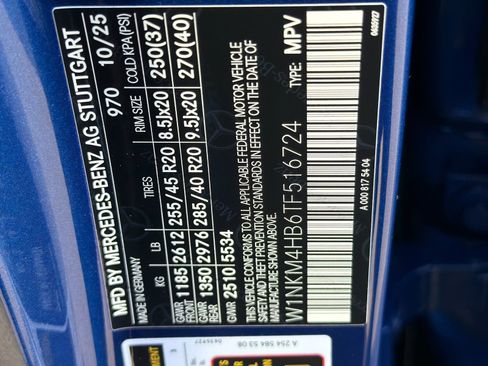 MFD BY MERCEDES-BENZ AG STUTTGART
GERMANY 970 10/25
KG LB TIRES RIM SIZE COLD KPA(PSI)
GAWR FRONT 1185 2612 255/45 R20 8.5Jx20 250(37)
GAWR REAR 1350 2976 285/40 R20 9.5Jx20 270(40)
GVWR 2510 5534
THIS VEHICLE CONFORMS TO ALL APPLICABLE FEDERAL MOTOR VEHICLE
SAFETY, BUMPER, AND THEFT PREVENTION STANDARDS IN EFFECT ON THE DATE OF
MANUFACTURE SHOWN ABOVE.
W1NKM4HB6TF516724 TYPE: MPV
A 000 817 54 04
A 254 584 53 08